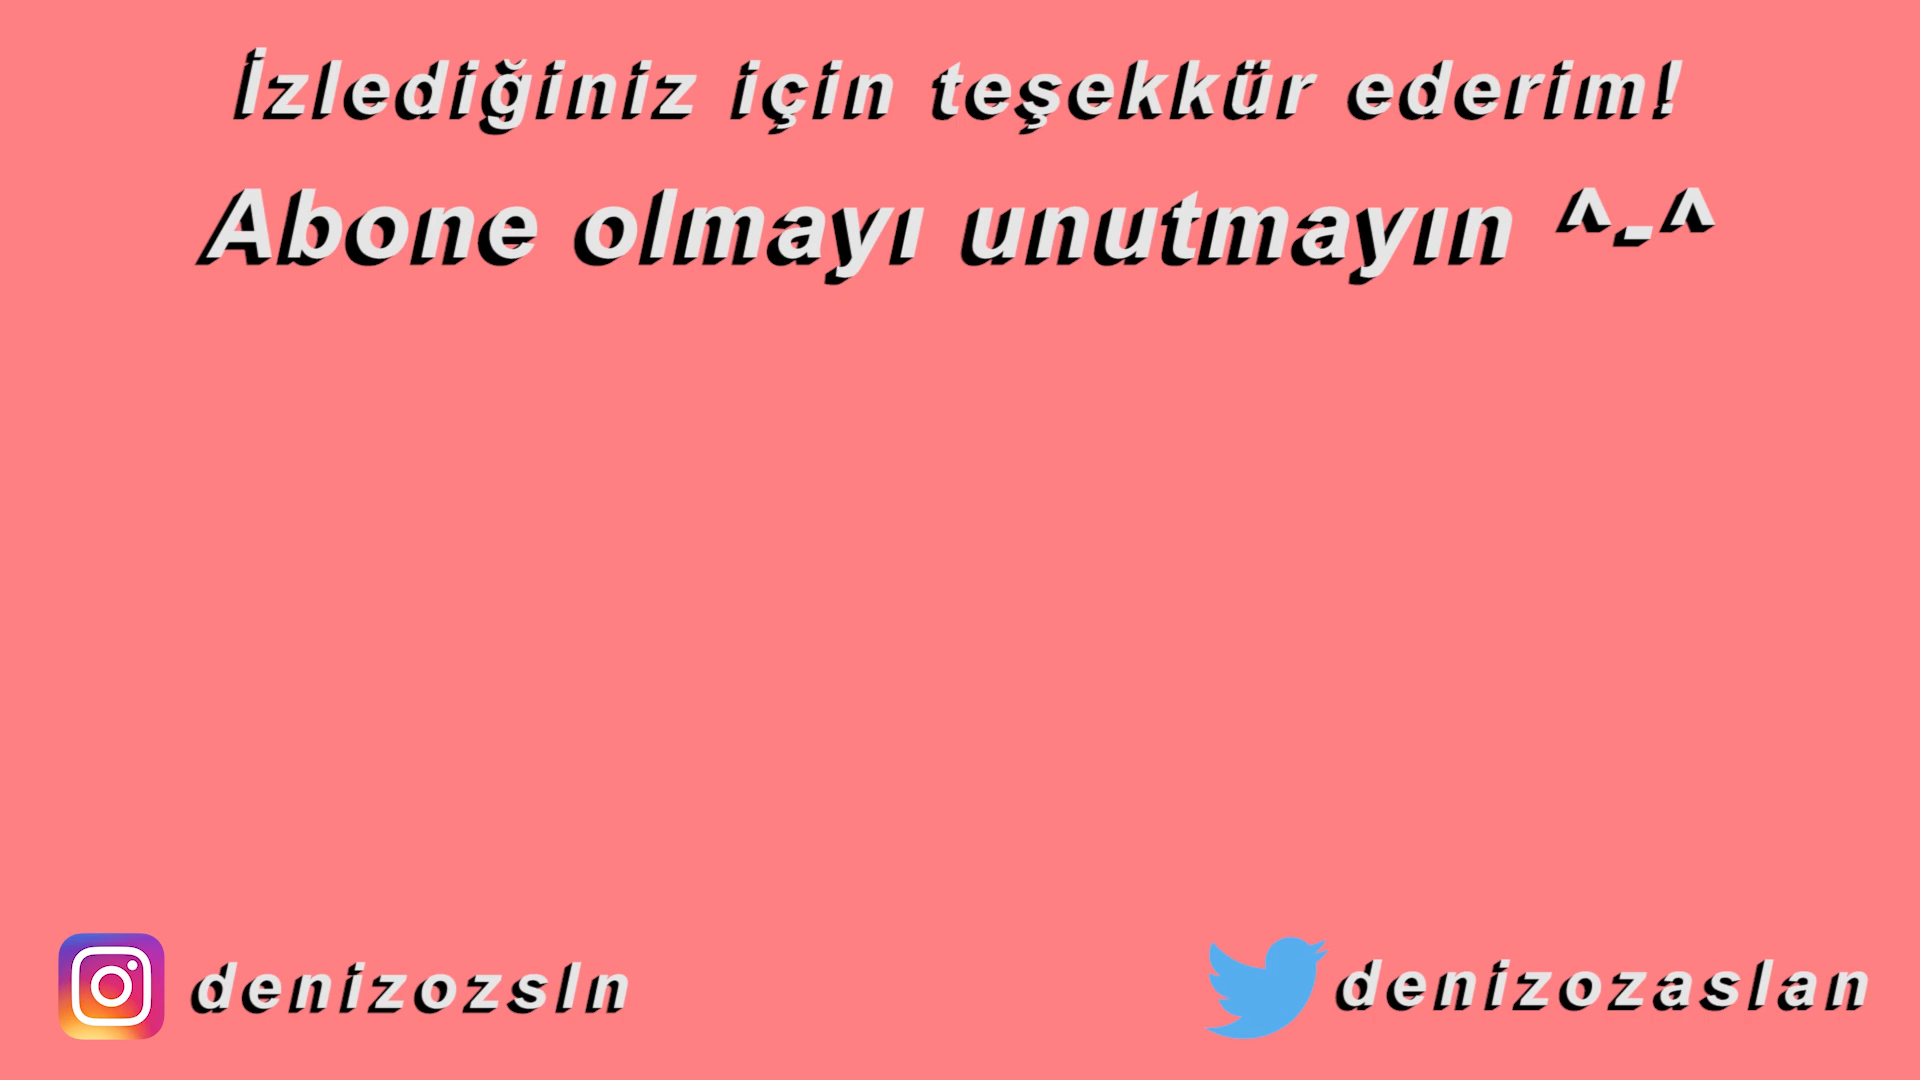 İzlediğiniz için teşekkür ederim!
Abone olmayı unutmayın ^-^
denizozsln
denizozaslan